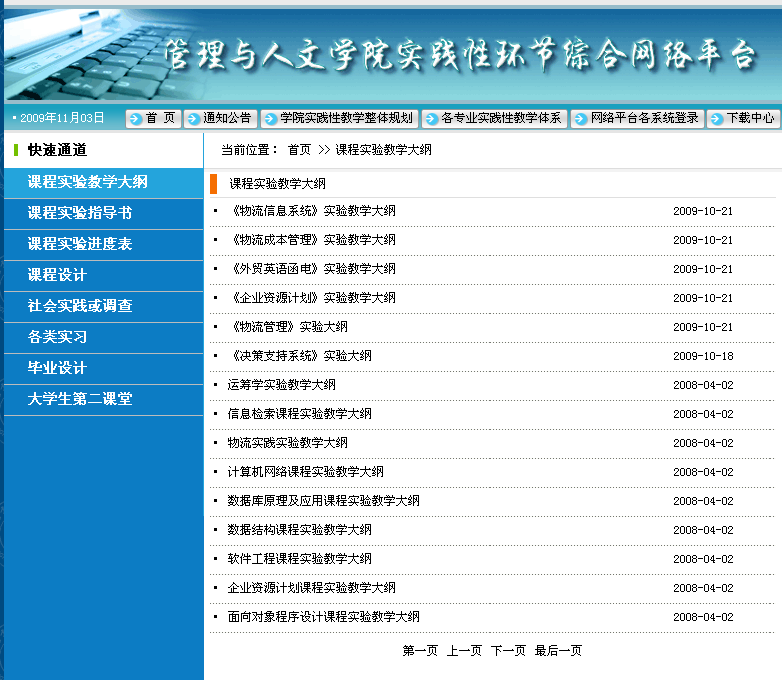 管理与人文学院实践性环节综合网络平台
2009年11月03日 首 页 通知公告 学院实践性教学整体规划 各专业实践性教学体系 网络平台各系统登录 下载中心
快速通道
课程实验教学大纲
课程实验指导书
课程实验进度表
课程设计
社会实践或调查
各类实习
毕业设计
大学生第二课堂
当前位置： 首页 >> 课程实验教学大纲
课程实验教学大纲
《物流信息系统》实验教学大纲 2009-10-21
《物流成本管理》实验教学大纲 2009-10-21
《外贸英语函电》实验教学大纲 2009-10-21
《企业资源计划》实验教学大纲 2009-10-21
《物流管理》实验大纲 2009-10-21
《决策支持系统》实验大纲 2009-10-18
运筹学实验教学大纲 2008-04-02
信息检索课程实验教学大纲 2008-04-02
物流实践实验教学大纲 2008-04-02
计算机网络课程实验教学大纲 2008-04-02
数据库原理及应用课程实验教学大纲 2008-04-02
数据结构课程实验教学大纲 2008-04-02
软件工程课程实验教学大纲 2008-04-02
企业资源计划课程实验教学大纲 2008-04-02
面向对象程序设计课程实验教学大纲 2008-04-02
第一页 上一页 下一页 最后一页